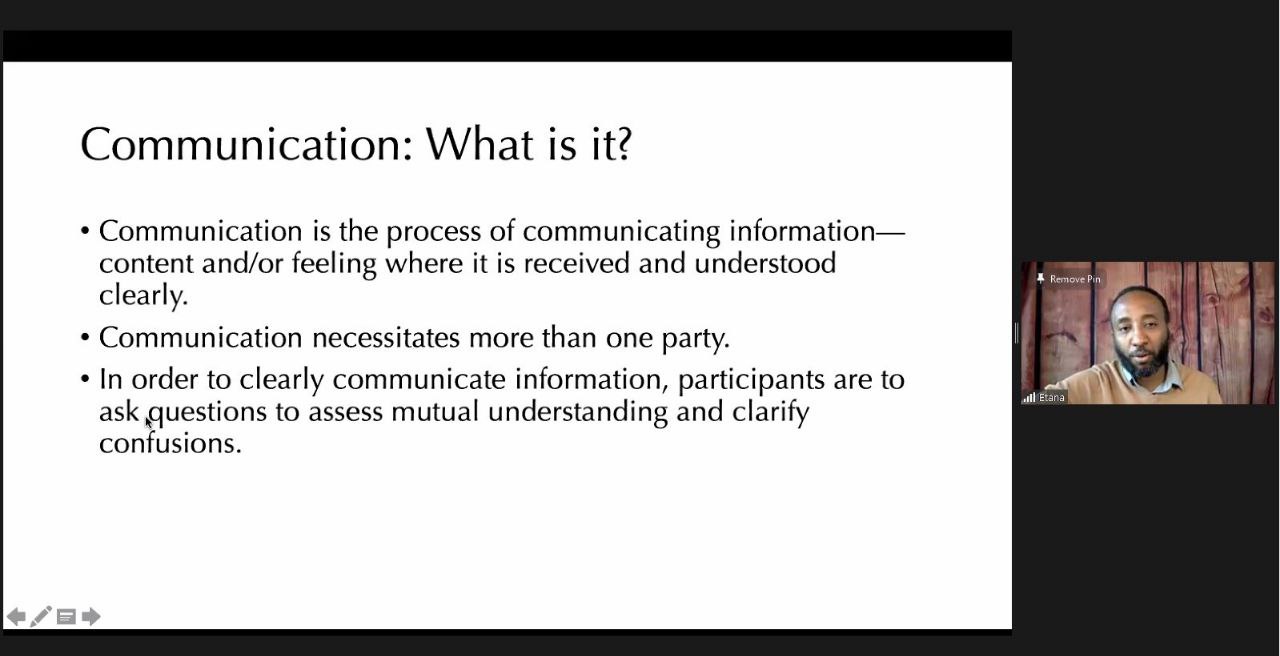 Communication: What is it?
• Communication is the process of communicating information—
content and/or feeling where it is received and understood
clearly.
• Communication necessitates more than one party.
• In order to clearly communicate information, participants are to
ask questions to assess mutual understanding and clarify
confusions.
Remove Pin
Etana